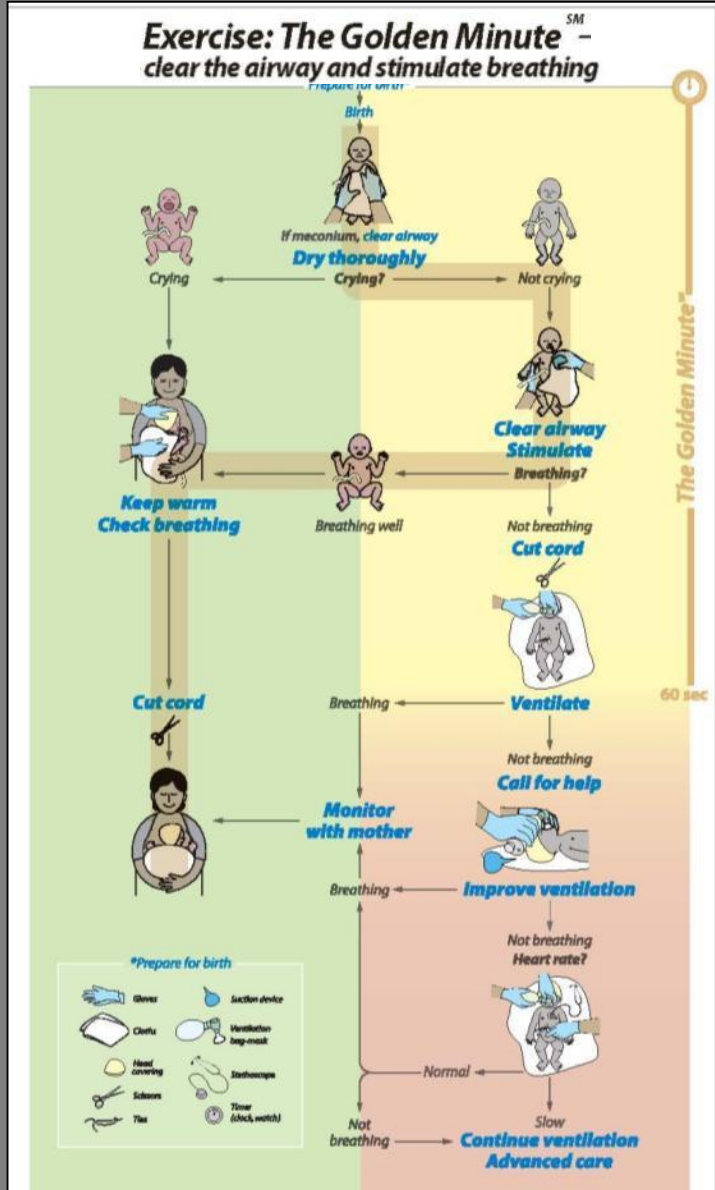 Exercise: The Golden Minute SM –
clear the airway and stimulate breathing
Prepare for birth*
Birth
If meconium, clear airway
Dry thoroughly
Crying
Crying?
Not crying
Clear airway
Stimulate
Breathing?
Keep warm
Check breathing
Breathing well
Not breathing
Cut cord
The Golden Minute
60 sec
Cut cord
Breathing
Ventilate
Not breathing
Call for help
Monitor
with mother
Breathing
Improve ventilation
Not breathing
Heart rate?
*Prepare for birth
Gloves
Suction device
Cloths
Ventilation
bag-mask
Head
covering
Stethoscope
Scissors
Timer
(clock, watch)
Ties
Normal
Not
breathing
Slow
Continue ventilation
Advanced care